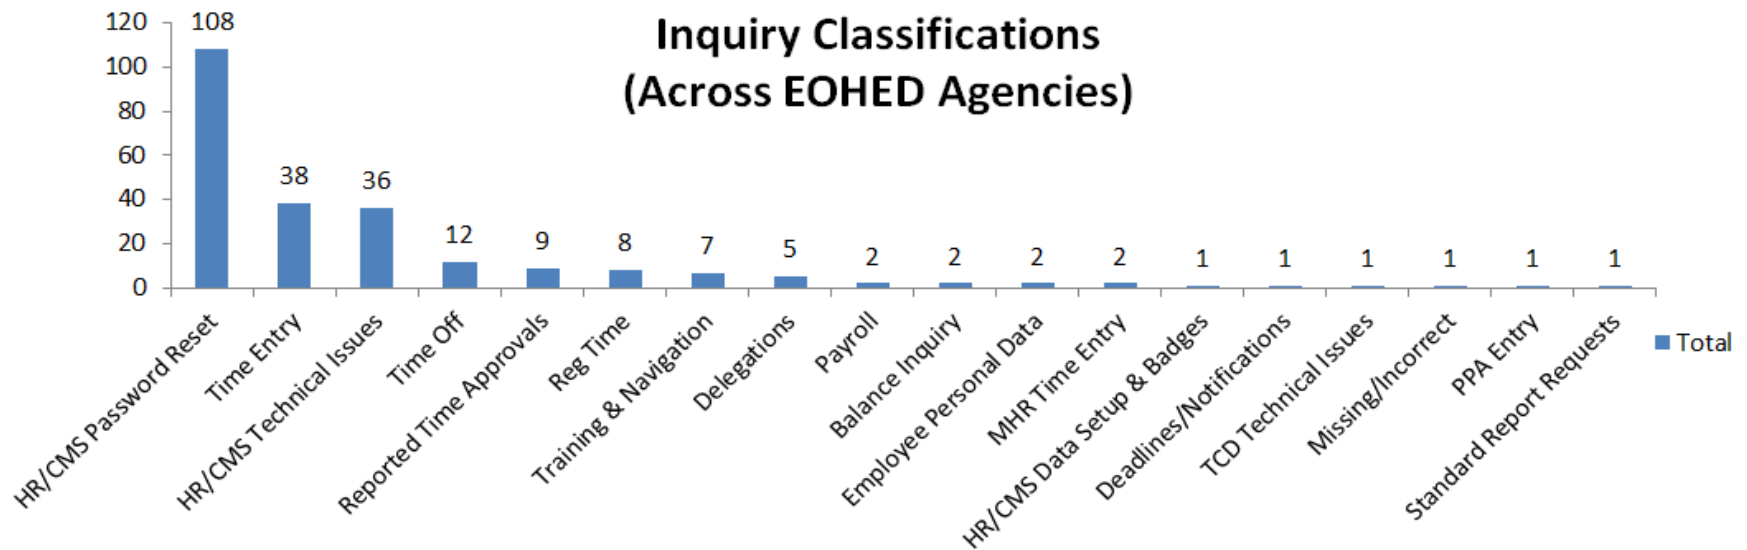 Inquiry Classifications
(Across EOHED Agencies)
120
100
80
60
40
20
0
108
38
36
12
9
8
7
5
2
2
2
2
1
1
1
1
1
1
HR/CMS Password Reset
Time Entry
HR/CMS Technical Issues
Time Off
Reported Time Approvals
Reg Time
Training & Navigation
Delegations
Payroll
Balance Inquiry
Employee Personal Data
MHR Time Entry
HR/CMS Data Setup & Badges
Deadlines/Notifications
TCD Technical Issues
Missing/Incorrect
PPA Entry
Standard Report Requests
Total